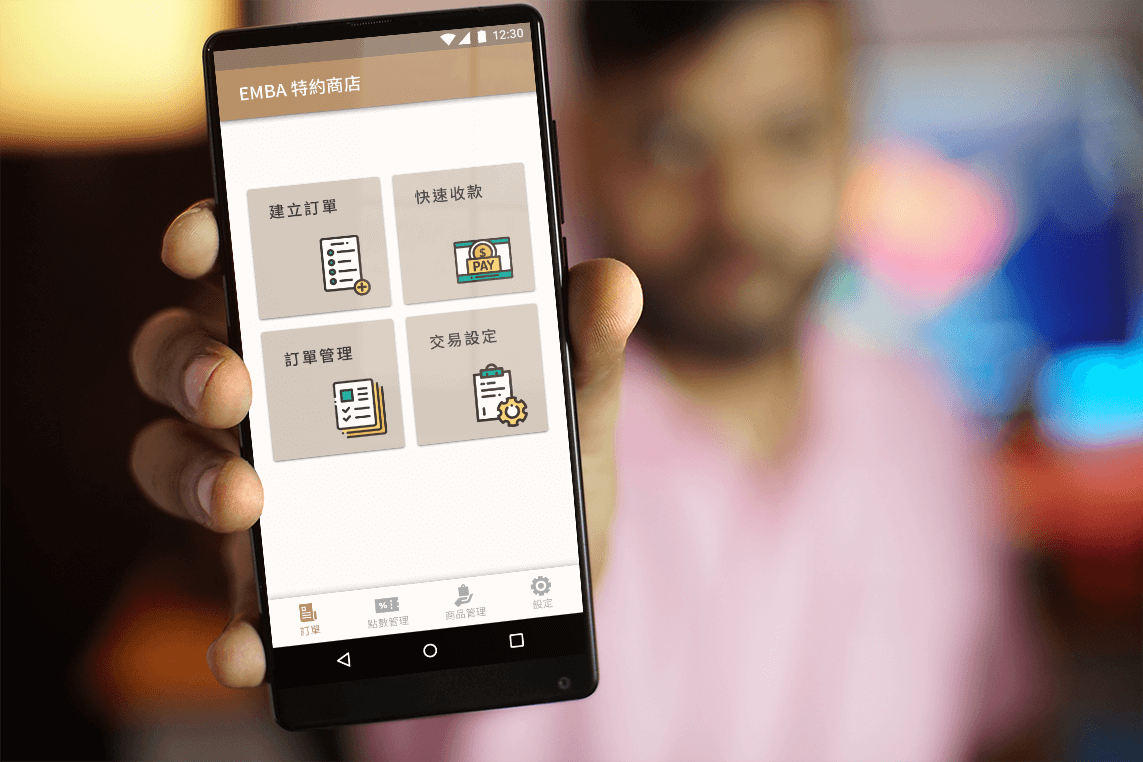 12:30
EMBA 特約商店
建立訂單
快速收款
$
PAY
訂單管理
交易設定
%
訂單
點數管理
商品管理
設定